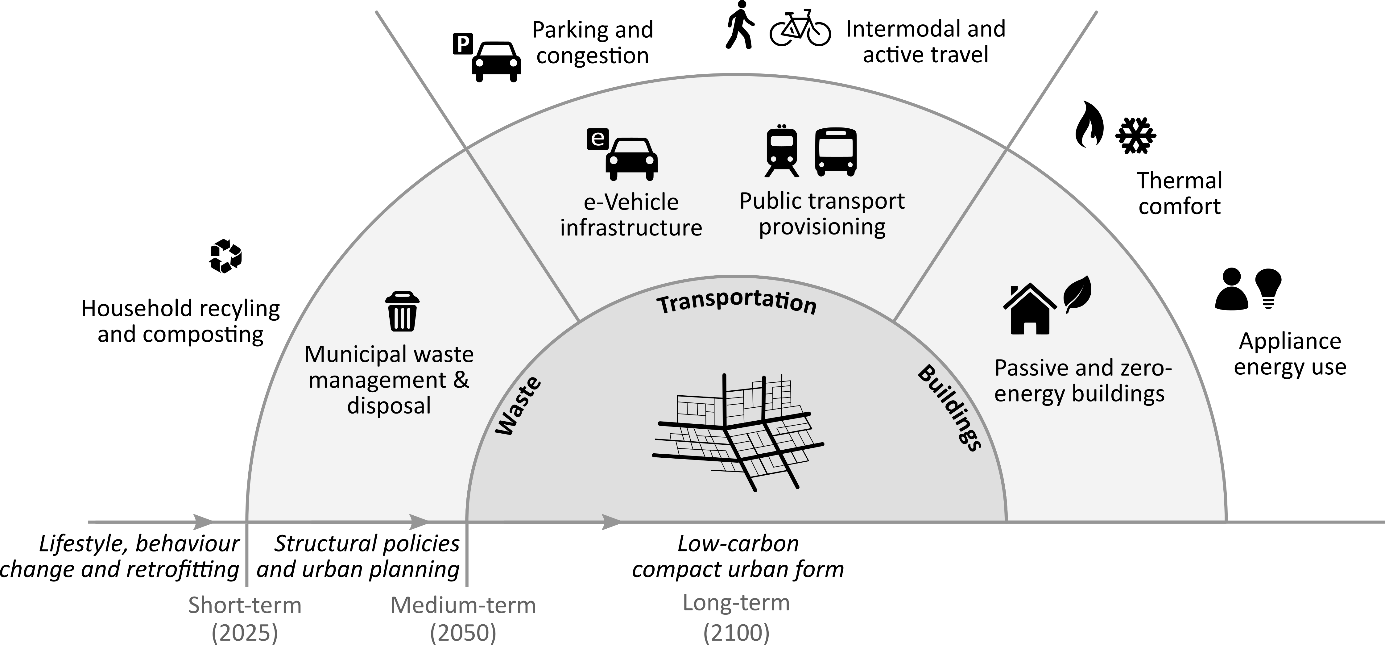 Parking and
congestion
Intermodal and
active travel
P
e
e-Vehicle
infrastructure
Public transport
provisioning
Thermal
comfort
Household recyling
and composting
Municipal waste
management &
disposal
Transportation
Waste
Buildings
Passive and zero-
energy buildings
Appliance
energy use
Lifestyle, behaviour
change and retrofitting
Structural policies
and urban planning
Low-carbon
compact urban form
Short-term
(2025)
Medium-term
(2050)
Long-term
(2100)